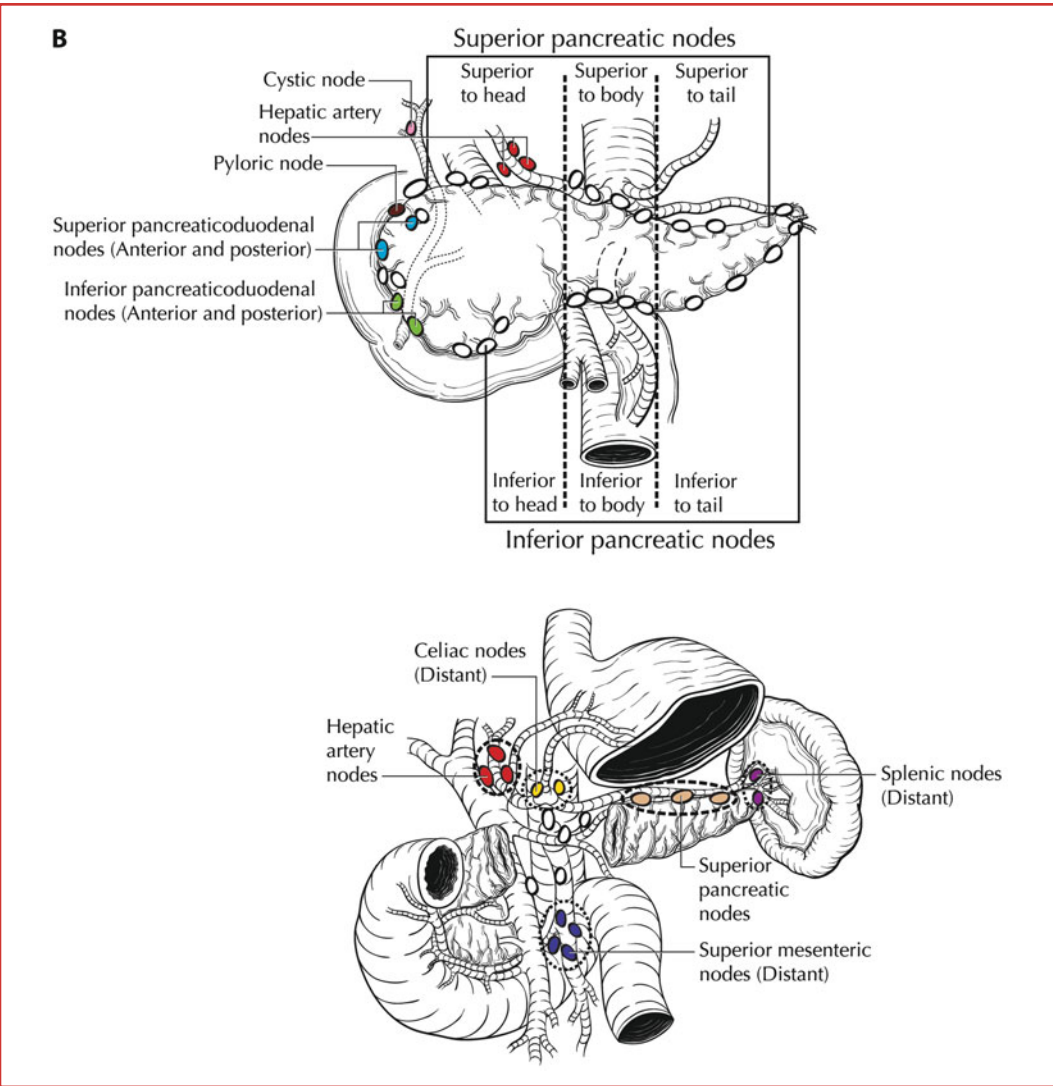 B
Superior pancreatic nodes
Superior
to head
Superior
to body
Superior
to tail
Cystic node
Hepatic artery
nodes
Pyloric node
Superior pancreaticoduodenal
nodes (Anterior and posterior)
Inferior pancreaticoduodenal
nodes (Anterior and posterior)
Inferior
to head
Inferior
to body
Inferior
to tail
Inferior pancreatic nodes
Celiac nodes
(Distant)
Hepatic
artery
nodes
Splenic nodes
(Distant)
Superior
pancreatic
nodes
Superior mesenteric
nodes (Distant)